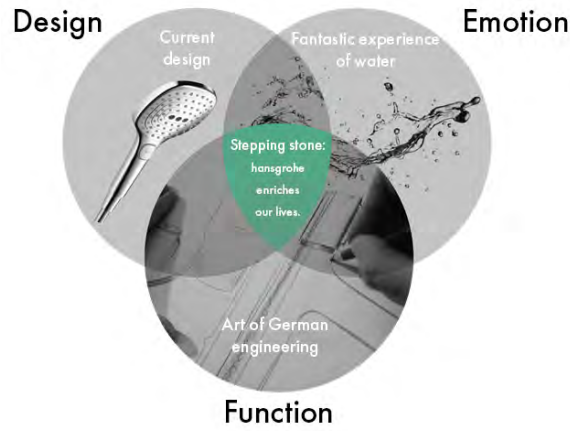 Design
Emotion
Current
design
Fantastic experience
of water
Stepping stone:
hansgrohe
enriches
our lives.
Art of German
engineering
Function